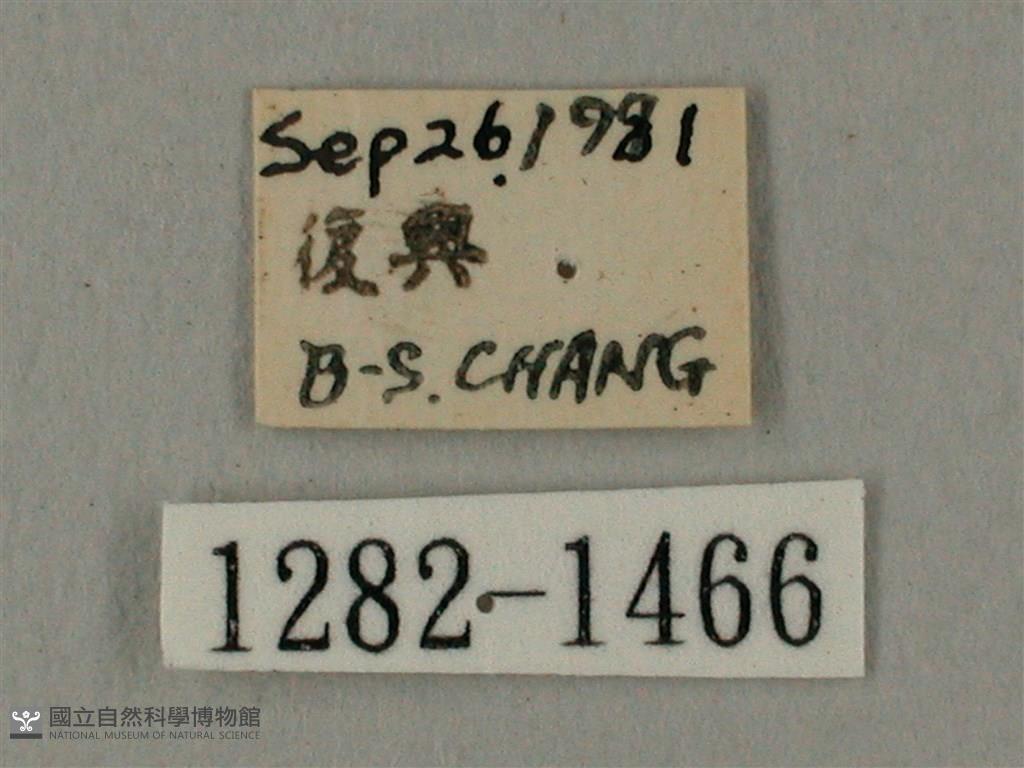 Sep 26.1981
復興
B-S. CHANG
1282-1466
國立自然科學博物館
NATIONAL MUSEUM OF NATURAL SCIENCE